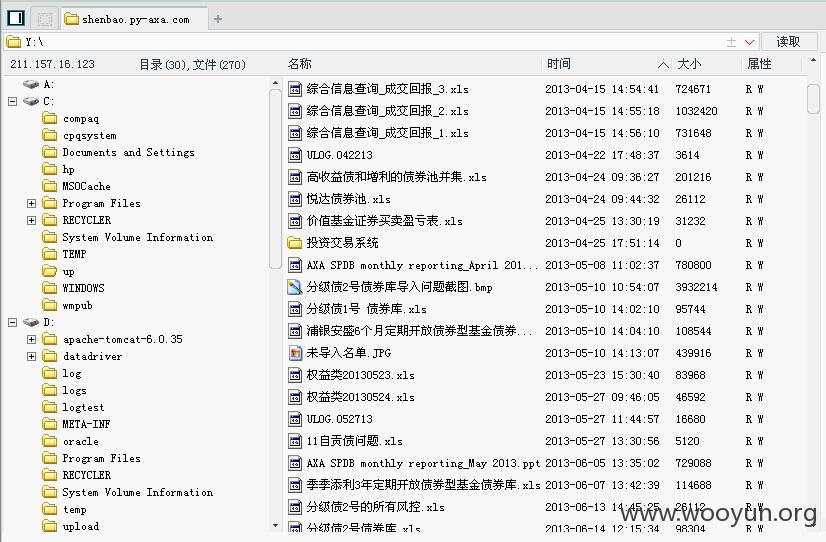 shenbao.py-axa.com
Y:\
读取
211.157.16.123 目录(30),文件(270) 名称 时间 大小 属性
A:
C:
compaq
cpqsystem
Documents and Settings
hp
MSOCache
Program Files
RECYCLER
System Volume Information
TEMP
up
WINDOWS
wmpub
D:
apache-tomcat-6.0.35
datadriver
log
logs
logtest
META-INF
oracle
Program Files
RECYCLER
System Volume Information
temp
upload
综合信息查询_成交回报_3.xls 2013-04-15 14:54:41 724671 R W
综合信息查询_成交回报_2.xls 2013-04-15 14:55:18 1032420 R W
综合信息查询_成交回报_1.xls 2013-04-15 14:56:10 731648 R W
ULOG.042213 2013-04-22 17:48:37 3614 R W
高收益债和增利的债券池并集.xls 2013-04-24 09:36:27 201216 R W
悦达债券池.xls 2013-04-24 09:44:32 26112 R W
价值基金证券买卖盈亏表.xls 2013-04-25 13:30:19 31232 R W
投资交易系统 2013-04-25 17:51:14 0 R W
AXA SPDB monthly reporting_April 201... 2013-05-08 11:02:37 780800 R W
分级债2号债券库导入问题截图.bmp 2013-05-10 10:54:07 3932214 R W
分级债1号 债券库.xls 2013-05-10 14:02:10 95744 R W
浦银安盛6个月定期开放债券型基金债券... 2013-05-10 14:04:10 108544 R W
未导入名单.JPG 2013-05-10 14:13:07 439916 R W
权益类20130523.xls 2013-05-23 15:30:40 83968 R W
权益类20130524.xls 2013-05-27 09:46:05 46592 R W
ULOG.052713 2013-05-27 11:44:57 16680 R W
11自贡债问题.xls 2013-05-27 13:30:56 5120 R W
AXA SPDB monthly reporting_May 2013.ppt 2013-06-05 13:35:02 729088 R W
季季添利3年定期开放债券型基金债券库.xls 2013-06-07 13:42:39 114688 R W
分级债2号的所有风控.xls 2013-06-13 14:45:25 26112 R W
分级债2号债券库.xls 2013-06-14 12:15:34 98304 R W
www.wooyun.org